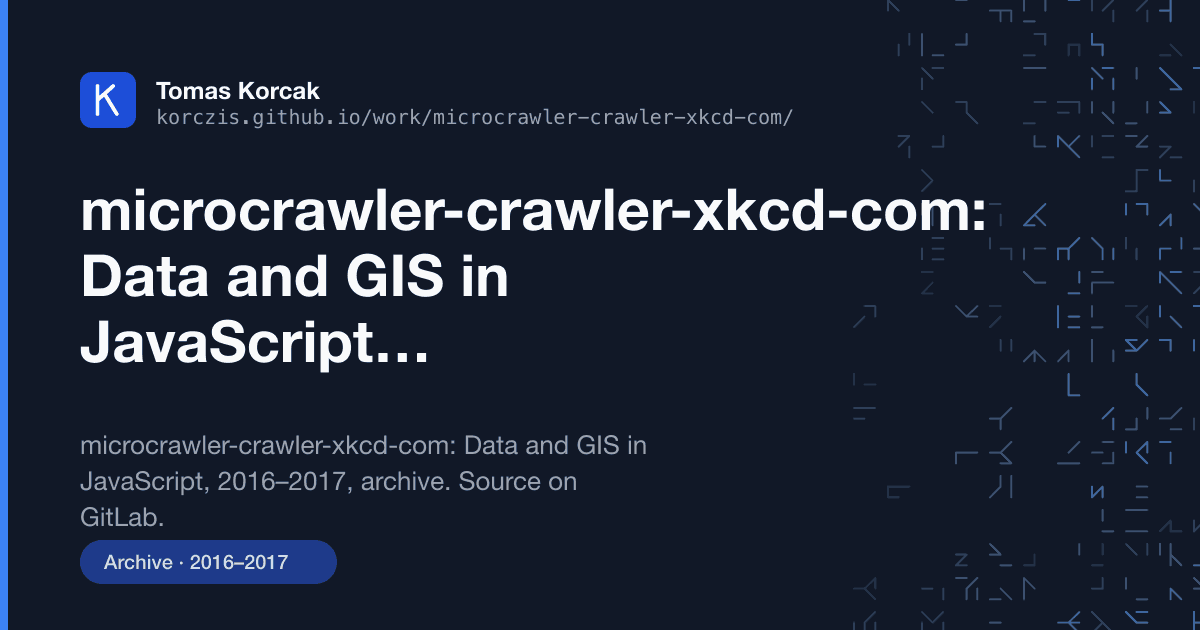 K
Tomas Korcak
korczis.github.io/work/microcrawler-crawler-xkcd-com/
microcrawler-crawler-xkcd-com:
Data and GIS in
JavaScript…
microcrawler-crawler-xkcd-com: Data and GIS in
JavaScript, 2016–2017, archive. Source on
GitLab.
Archive · 2016–2017